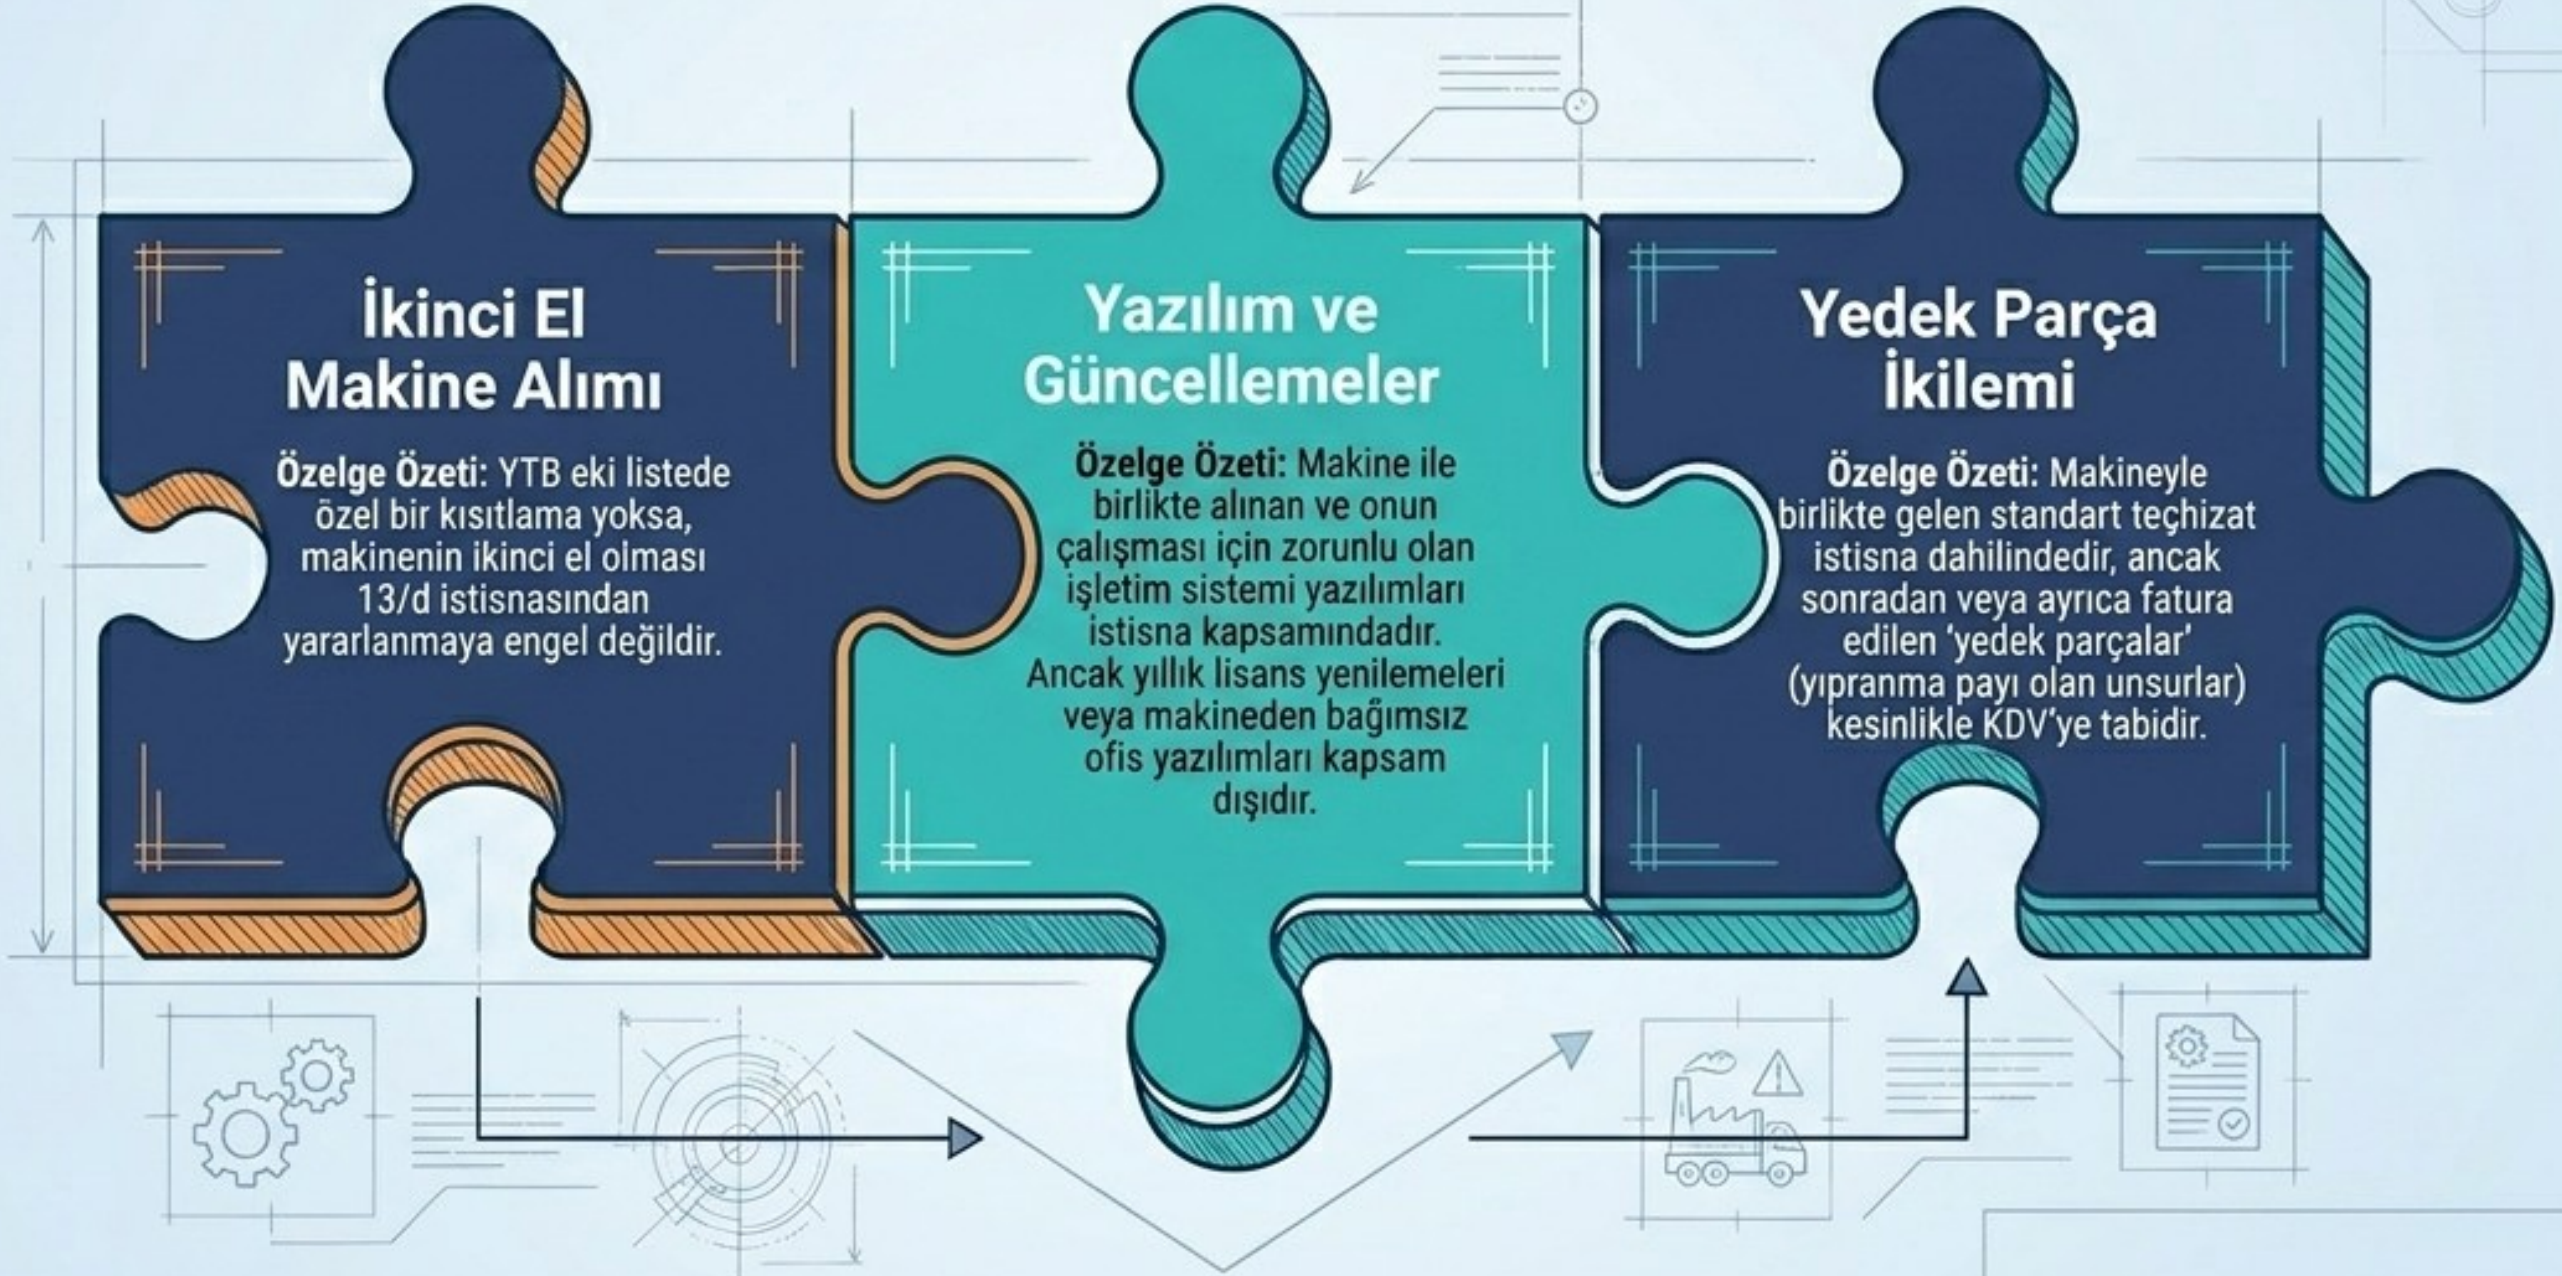 İkinci El
Makine Alımı
Özelge Özeti: YTB eki listede
özel bir kısıtlama yoksa,
makinenin ikinci el olması
13/d istisnasından
yararlanmaya engel değildir.
Yazılım ve
Güncellemeler
Özelge Özeti: Makine ile
birlikte alınan ve onun
çalışması için zorunlu olan
işletim sistemi yazılımları
istisna kapsamındadır.
Ancak yıllık lisans yenilemeleri
veya makineden bağımsız
ofis yazılımları kapsam
dışıdır.
Yedek Parça
İkilemi
Özelge Özeti: Makineyle
birlikte gelen standart teçhizat
istisna dahilindedir, ancak
sonradan veya ayrıca fatura
edilen ‘yedek parçalar’
(yıpranma payı olan unsurlar)
kesinlikle KDV’ye tabidir.